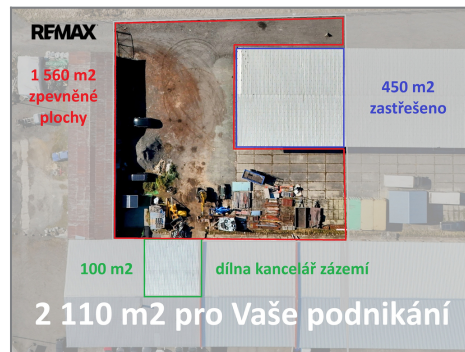 RE/MAX
1 560 m2
zpevněné
plochy
450 m2
zastřešeno
100 m2
dílna kancelář zázemí
2 110 m2 pro Vaše podnikání